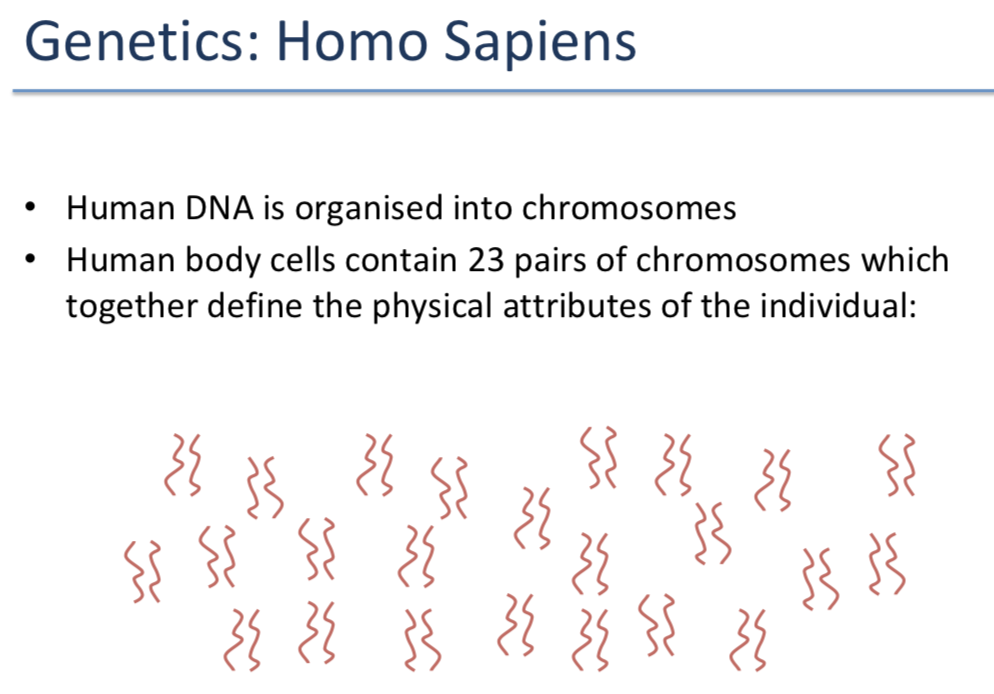 Genetics: Homo Sapiens
• Human DNA is organised into chromosomes
• Human body cells contain 23 pairs of chromosomes which
together define the physical attributes of the individual: